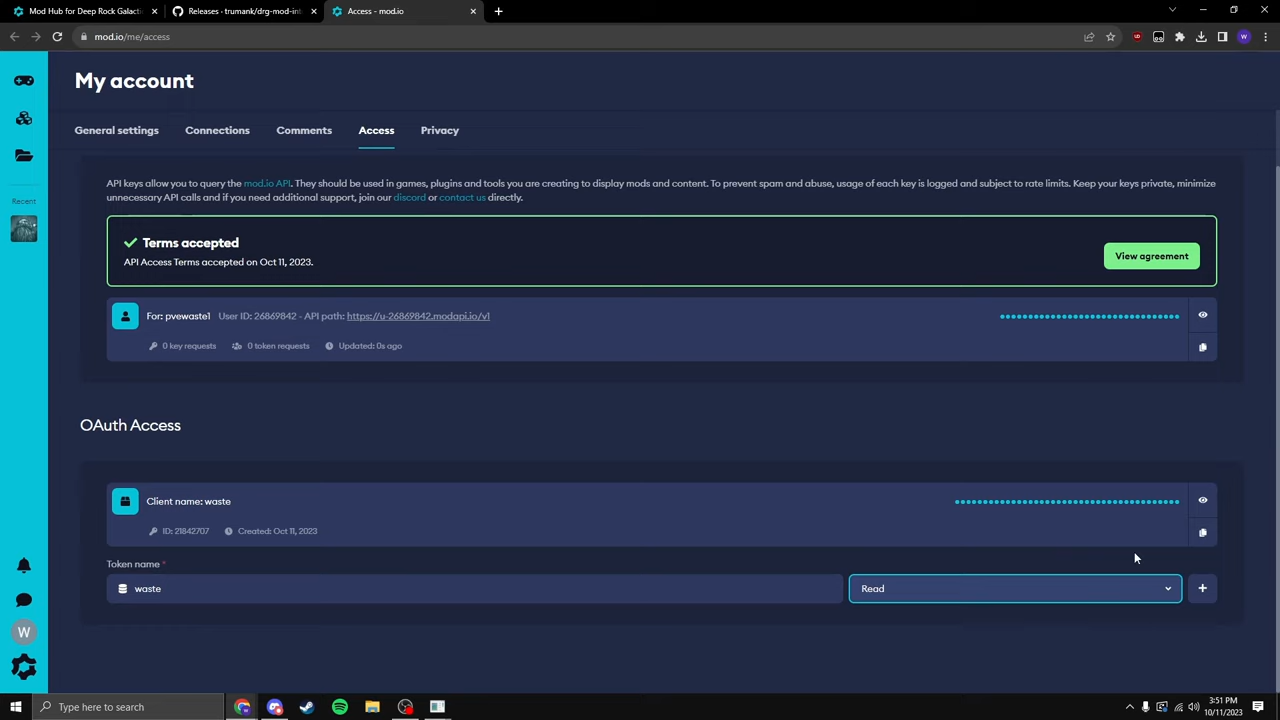 Mod Hub for Deep Rock Galacti
Releases · trumank/drg-mod-inte
Access - mod.io
mod.io/me/access
W
My account
General settings
Connections
Comments
Access
Privacy
Recent
API keys allow you to query the mod.io API. They should be used in games, plugins and tools you are creating to display mods and content. To prevent spam and abuse, usage of each key is logged and subject to rate limits. Keep your keys private, minimize
unnecessary API calls and if you need additional support, join our discord or contact us directly.
Terms accepted
API Access Terms accepted on Oct 11, 2023.
View agreement
For: pvewaste1 User ID: 26869842 - API path: https://u-26869842.modapi.io/v1
0 key requests 0 token requests Updated: 0s ago
OAuth Access
Client name: waste
ID: 21842707 Created: Oct 11, 2023
Token name *
waste
Read
W
Type here to search
3:51 PM
10/11/2023